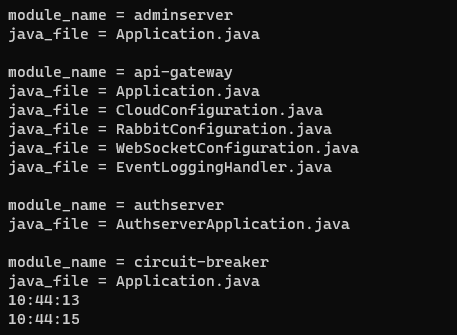 module_name = adminserver
java_file = Application.java
module_name = api-gateway
java_file = Application.java
java_file = CloudConfiguration.java
java_file = RabbitConfiguration.java
java_file = WebSocketConfiguration.java
java_file = EventLoggingHandler.java
module_name = authserver
java_file = AuthserverApplication.java
module_name = circuit-breaker
java_file = Application.java
10:44:13
10:44:15